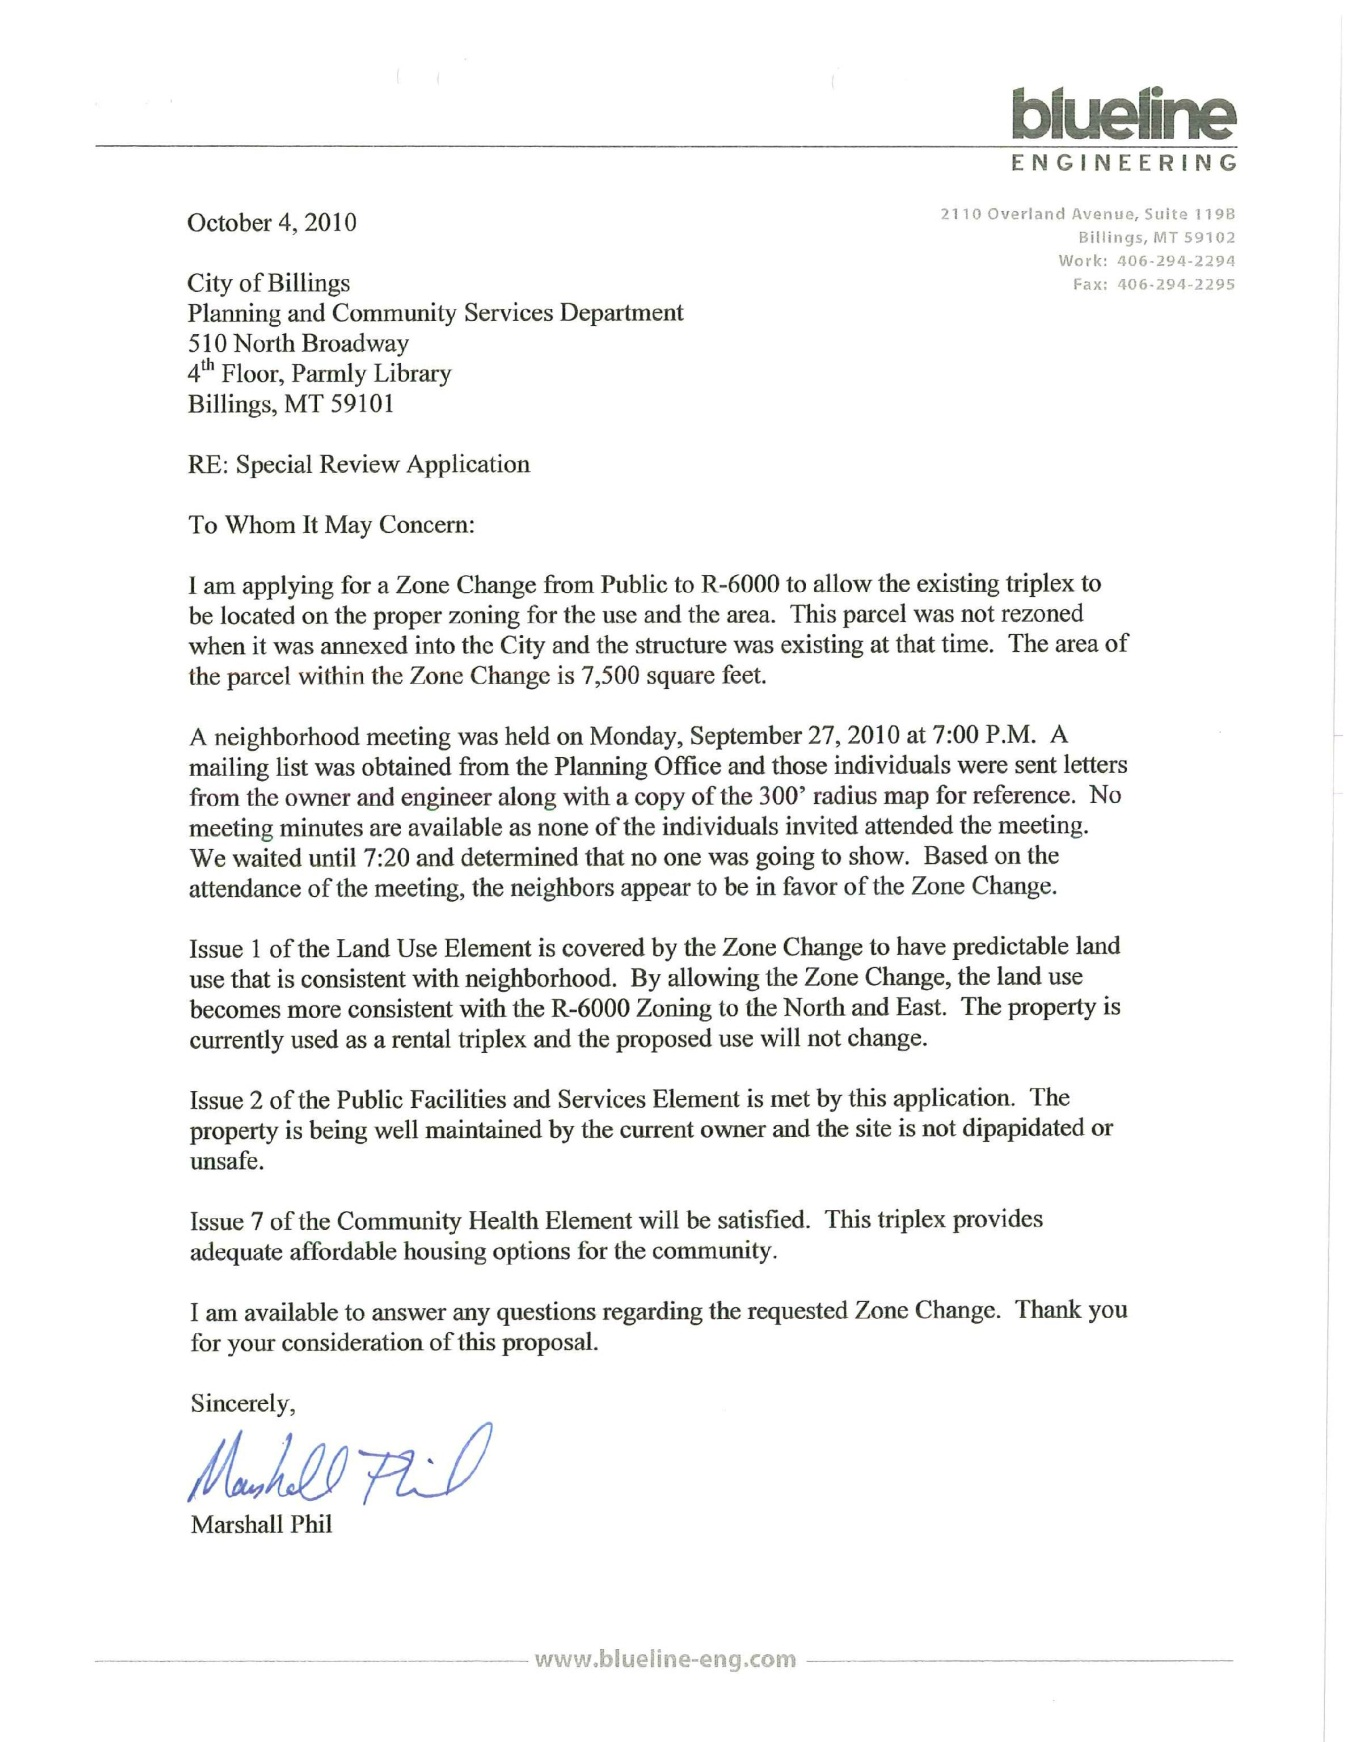 blueline
ENGINEERING
2110 Overland Avenue, Suite 119B
Billings, MT 59102
Work: 406-294-2294
Fax: 406-294-2295
October 4, 2010
City of Billings
Planning and Community Services Department
510 North Broadway
4th Floor, Parmly Library
Billings, MT 59101
RE: Special Review Application
To Whom It May Concern:
I am applying for a Zone Change from Public to R-6000 to allow the existing triplex to
be located on the proper zoning for the use and the area. This parcel was not rezoned
when it was annexed into the City and the structure was existing at that time. The area of
the parcel within the Zone Change is 7,500 square feet.
A neighborhood meeting was held on Monday, September 27, 2010 at 7:00 P.M. A
mailing list was obtained from the Planning Office and those individuals were sent letters
from the owner and engineer along with a copy of the 300' radius map for reference. No
meeting minutes are available as none of the individuals invited attended the meeting.
We waited until 7:20 and determined that no one was going to show. Based on the
attendance of the meeting, the neighbors appear to be in favor of the Zone Change.
Issue 1 of the Land Use Element is covered by the Zone Change to have predictable land
use that is consistent with neighborhood. By allowing the Zone Change, the land use
becomes more consistent with the R-6000 Zoning to the North and East. The property is
currently used as a rental triplex and the proposed use will not change.
Issue 2 of the Public Facilities and Services Element is met by this application. The
property is being well maintained by the current owner and the site is not dipapidated or
unsafe.
Issue 7 of the Community Health Element will be satisfied. This triplex provides
adequate affordable housing options for the community.
I am available to answer any questions regarding the requested Zone Change. Thank you
for your consideration of this proposal.
Sincerely,
Marshall Phil
Marshall Phil
www.blueline-eng.com